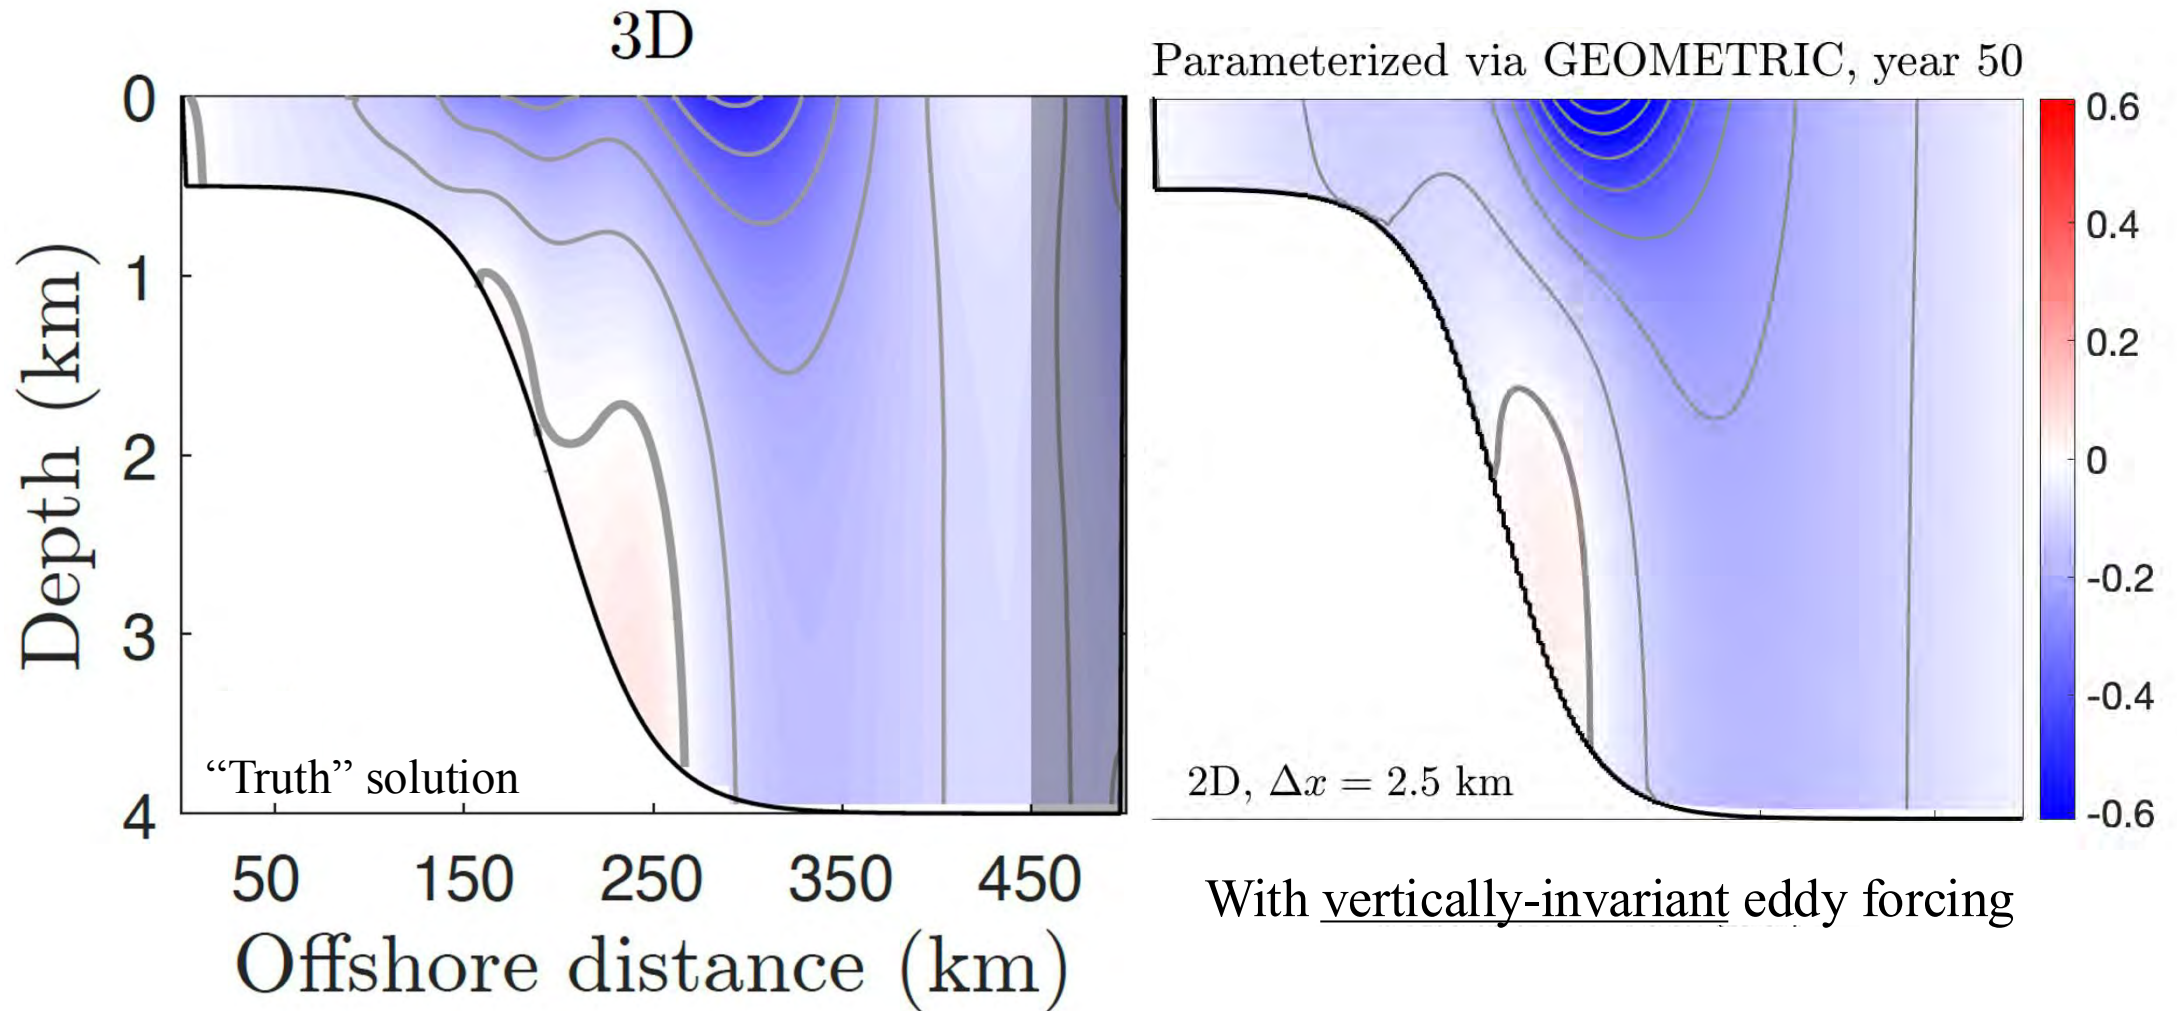 3D
Parameterized via GEOMETRIC, year 50
0
1
2
3
4
Depth (km)
“Truth” solution
50 150 250 350 450
Offshore distance (km)
2D, Δx = 2.5 km
0.6
0.4
0.2
0
-0.2
-0.4
-0.6
With vertically-invariant eddy forcing